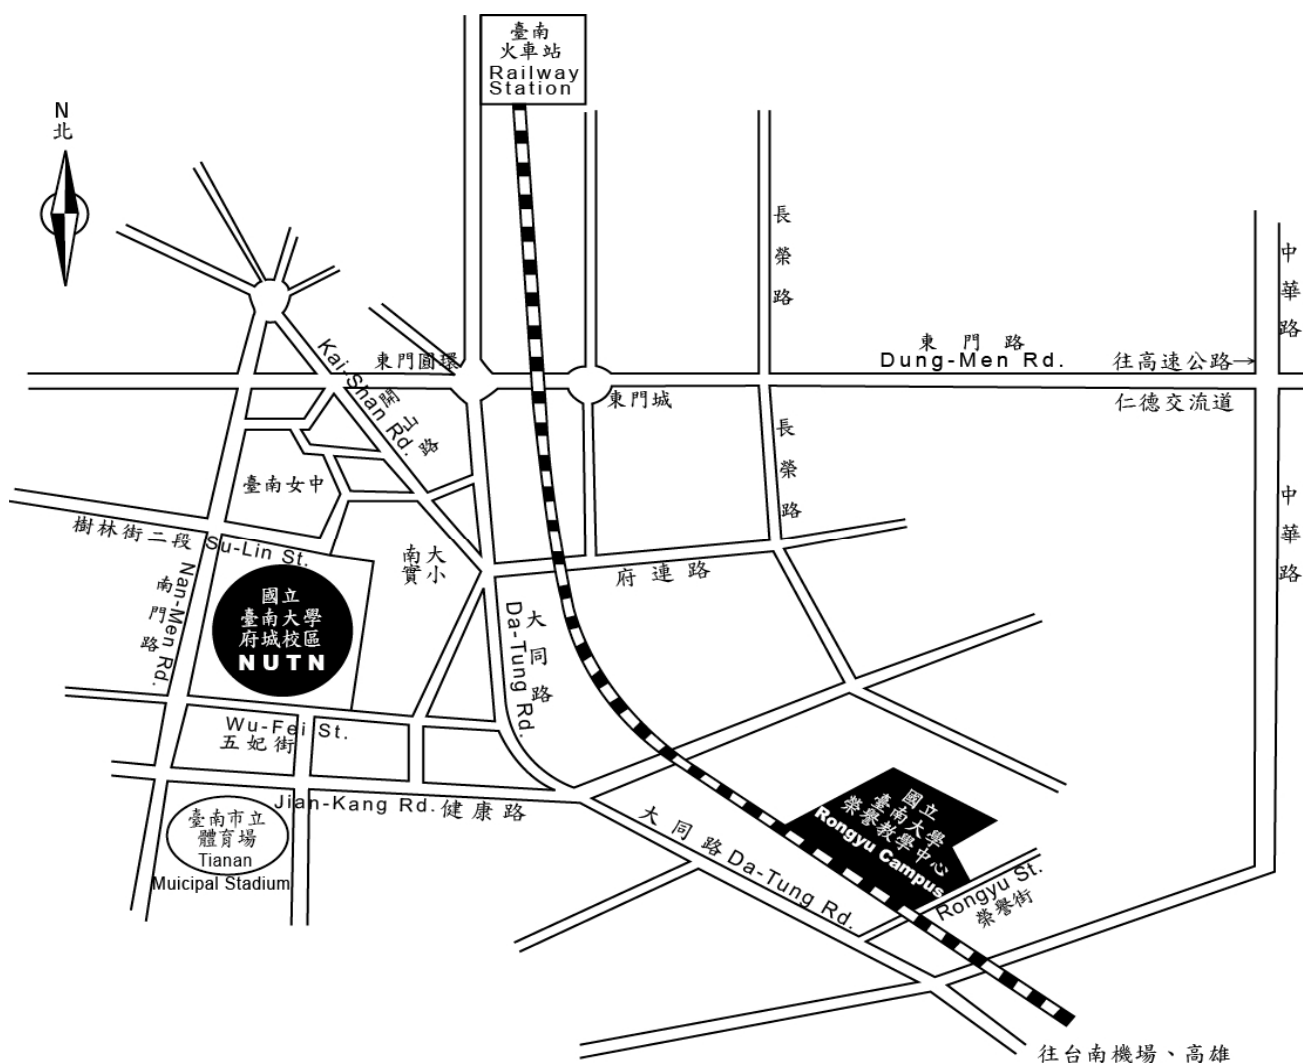 臺南
火車站
Railway
Station
N
北
長榮路
中華路
東門路
Dung-Men Rd.
往高速公路→
仁德交流道
東門圓環
東門城
Kai-Shan Rd.
開山路
長榮路
中華路
臺南女中
樹林街二段
Su-Lin St.
南大
實小
府連路
Nan-Men Rd.
南門路
國立
臺南大學
府城校區
NUTN
大同路
Da-Tung Rd.
Wu-Fei St.
五妃街
Jian-Kang Rd. 健康路
臺南市立
體育場
Tianan
Muicipal Stadium
大同路 Da-Tung Rd.
國立
臺南大學
榮譽教學中心
Rongyu Campus
Rongyu St.
榮譽街
往台南機場、高雄